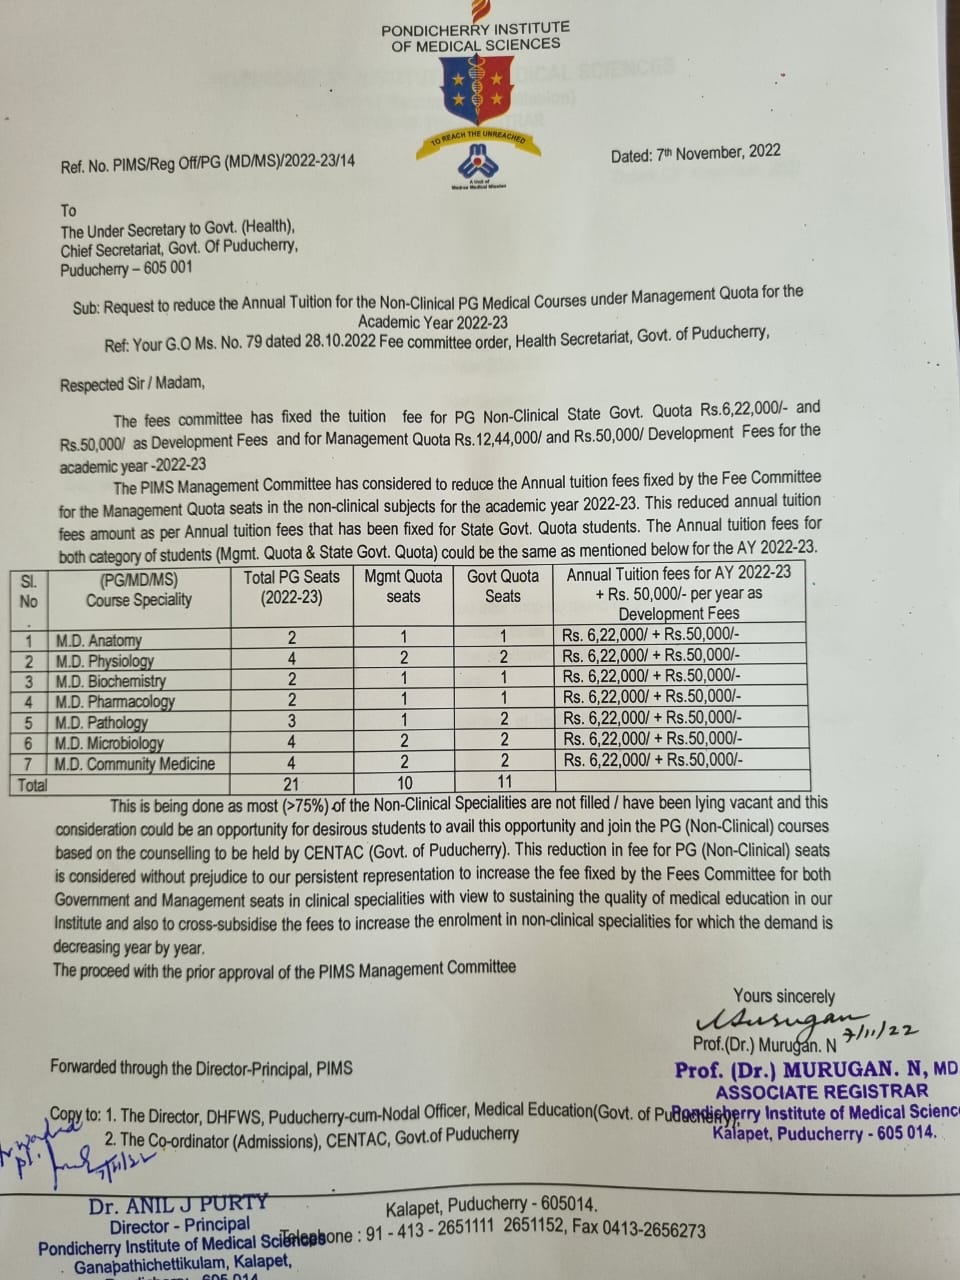 PONDICHERRY INSTITUTE
OF MEDICAL SCIENCES
TO REACH THE UNREACHED
A Unit of
Madras Medical Mission
Ref. No. PIMS/Reg Off/PG (MD/MS)/2022-23/14
Dated: 7th November, 2022
To
The Under Secretary to Govt. (Health),
Chief Secretariat, Govt. Of Puducherry,
Puducherry – 605 001
Sub: Request to reduce the Annual Tuition for the Non-Clinical PG Medical Courses under Management Quota for the
Academic Year 2022-23
Ref: Your G.O Ms. No. 79 dated 28.10.2022 Fee committee order, Health Secretariat, Govt. of Puducherry,
Respected Sir / Madam,
The fees committee has fixed the tuition fee for PG Non-Clinical State Govt. Quota Rs.6,22,000/- and
Rs.50,000/ as Development Fees and for Management Quota Rs.12,44,000/ and Rs.50,000/ Development Fees for the
academic year -2022-23
The PIMS Management Committee has considered to reduce the Annual tuition fees fixed by the Fee Committee
for the Management Quota seats in the non-clinical subjects for the academic year 2022-23. This reduced annual tuition
fees amount as per Annual tuition fees that has been fixed for State Govt. Quota students. The Annual tuition fees for
both category of students (Mgmt. Quota & State Govt. Quota) could be the same as mentioned below for the AY 2022-23.
Sl. (PG/MD/MS) Total PG Seats Mgmt Quota Govt Quota Annual Tuition fees for AY 2022-23
No Course Speciality (2022-23) seats Seats + Rs. 50,000/- per year as
. Development Fees
1 M.D. Anatomy 2 1 1 Rs. 6,22,000/ + Rs.50,000/-
2 M.D. Physiology 4 2 2 Rs. 6,22,000/ + Rs.50,000/-
3 M.D. Biochemistry 2 1 1 Rs. 6,22,000/ + Rs.50,000/-
4 M.D. Pharmacology 2 1 1 Rs. 6,22,000/ + Rs.50,000/-
5 M.D. Pathology 3 1 2 Rs. 6,22,000/ + Rs.50,000/-
6 M.D. Microbiology 4 2 2 Rs. 6,22,000/ + Rs.50,000/-
7 M.D. Community Medicine 4 2 2 Rs. 6,22,000/ + Rs.50,000/-
Total 21 10 11
This is being done as most (>75%) of the Non-Clinical Specialities are not filled / have been lying vacant and this
consideration could be an opportunity for desirous students to avail this opportunity and join the PG (Non-Clinical) courses
based on the counselling to be held by CENTAC (Govt. of Puducherry). This reduction in fee for PG (Non-Clinical) seats
is considered without prejudice to our persistent representation to increase the fee fixed by the Fees Committee for both
Government and Management seats in clinical specialities with view to sustaining the quality of medical education in our
Institute and also to cross-subsidise the fees to increase the enrolment in non-clinical specialities for which the demand is
decreasing year by year.
The proceed with the prior approval of the PIMS Management Committee
Yours sincerely
7/11/22
Prof.(Dr.) Murugan. N
Forwarded through the Director-Principal, PIMS
Prof. (Dr.) MURUGAN. N, MD
ASSOCIATE REGISTRAR
Pondicherry Institute of Medical Scienc
Kalapet, Puducherry - 605 014.
Copy to: 1. The Director, DHFWS, Puducherry-cum-Nodal Officer, Medical Education(Govt. of Puducherry),
2. The Co-ordinator (Admissions), CENTAC, Govt.of Puducherry
7/11/22
Dr. ANIL J PURTY
Director - Principal
Pondicherry Institute of Medical Sciences
Ganapathichettikulam, Kalapet,
605 014
Kalapet, Puducherry - 605014.
Telephone : 91 - 413 - 2651111 2651152, Fax 0413-2656273